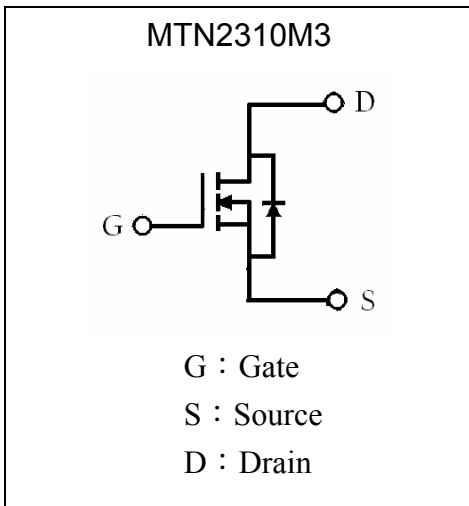 MTN2310M3
D
G
S
G：Gate
S：Source
D：Drain